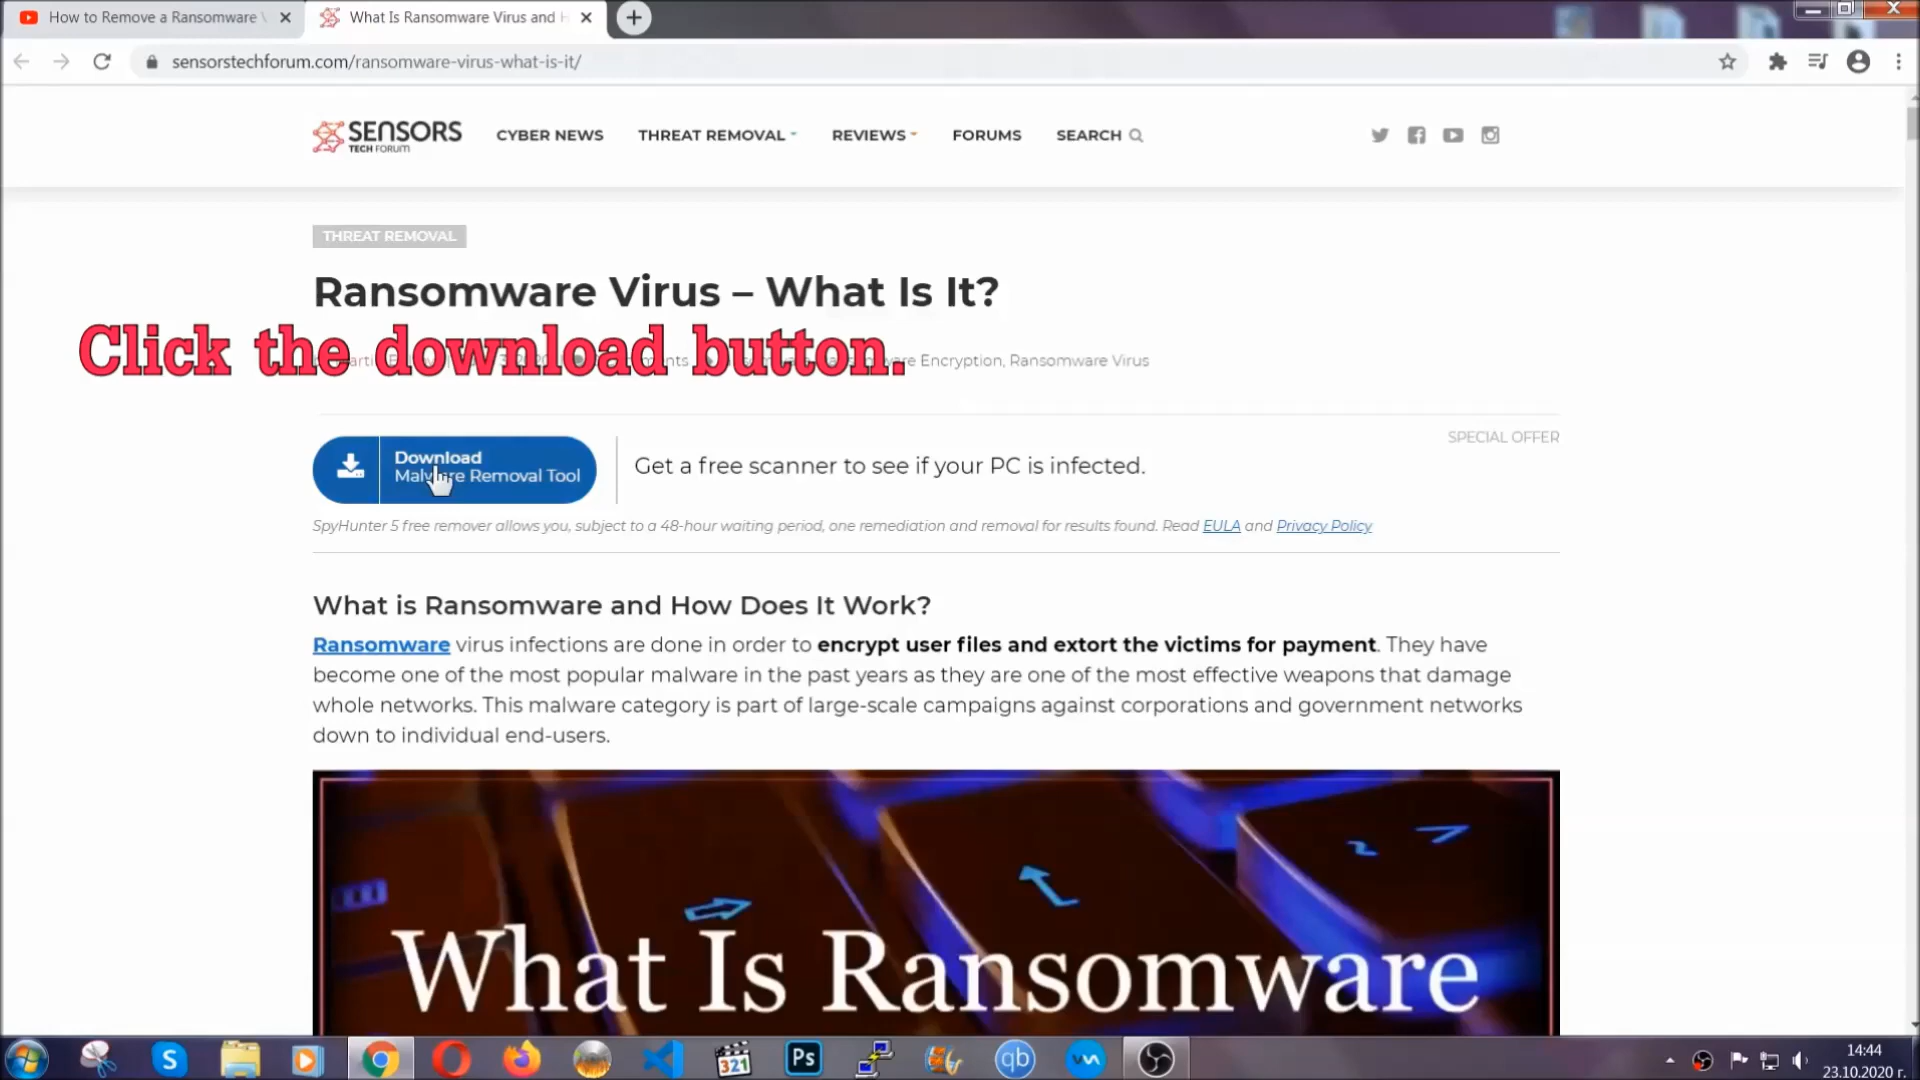 How to Remove a Ransomware
What Is Ransomware Virus and
sensorstechforum.com/ransomware-virus-what-is-it/
SENSORS
TECH FORUM
CYBER NEWS
THREAT REMOVAL
REVIEWS
FORUMS
SEARCH
THREAT REMOVAL
Ransomware Virus – What Is It?
Click the download button.
Encryption, Ransomware Virus
SPECIAL OFFER
Download
Malware Removal Tool
Get a free scanner to see if your PC is infected.
SpyHunter 5 free remover allows you, subject to a 48-hour waiting period, one remediation and removal for results found. Read EULA and Privacy Policy
What is Ransomware and How Does It Work?
Ransomware virus infections are done in order to encrypt user files and extort the victims for payment. They have
become one of the most popular malware in the past years as they are one of the most effective weapons that damage
whole networks. This malware category is part of large-scale campaigns against corporations and government networks
down to individual end-users.
What Is Ransomware
S
321
Ps
qb
14:44
23.10.2020 г.